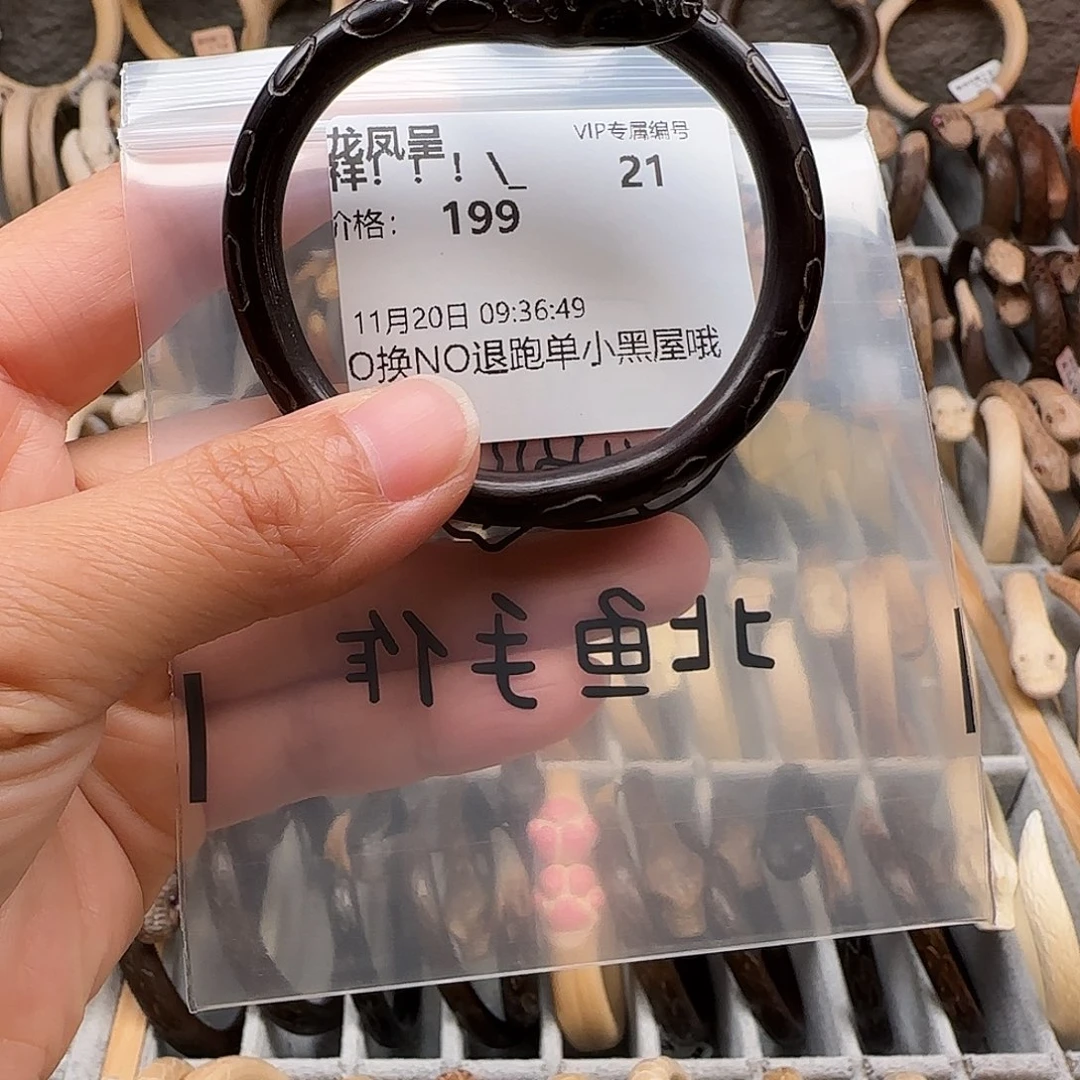 龙凤呈
祥！！！\_
VIP专属编号
21
价格： 199
11月20日 09:36:49
O换NO退跑单小黑屋哦
北鱼手作